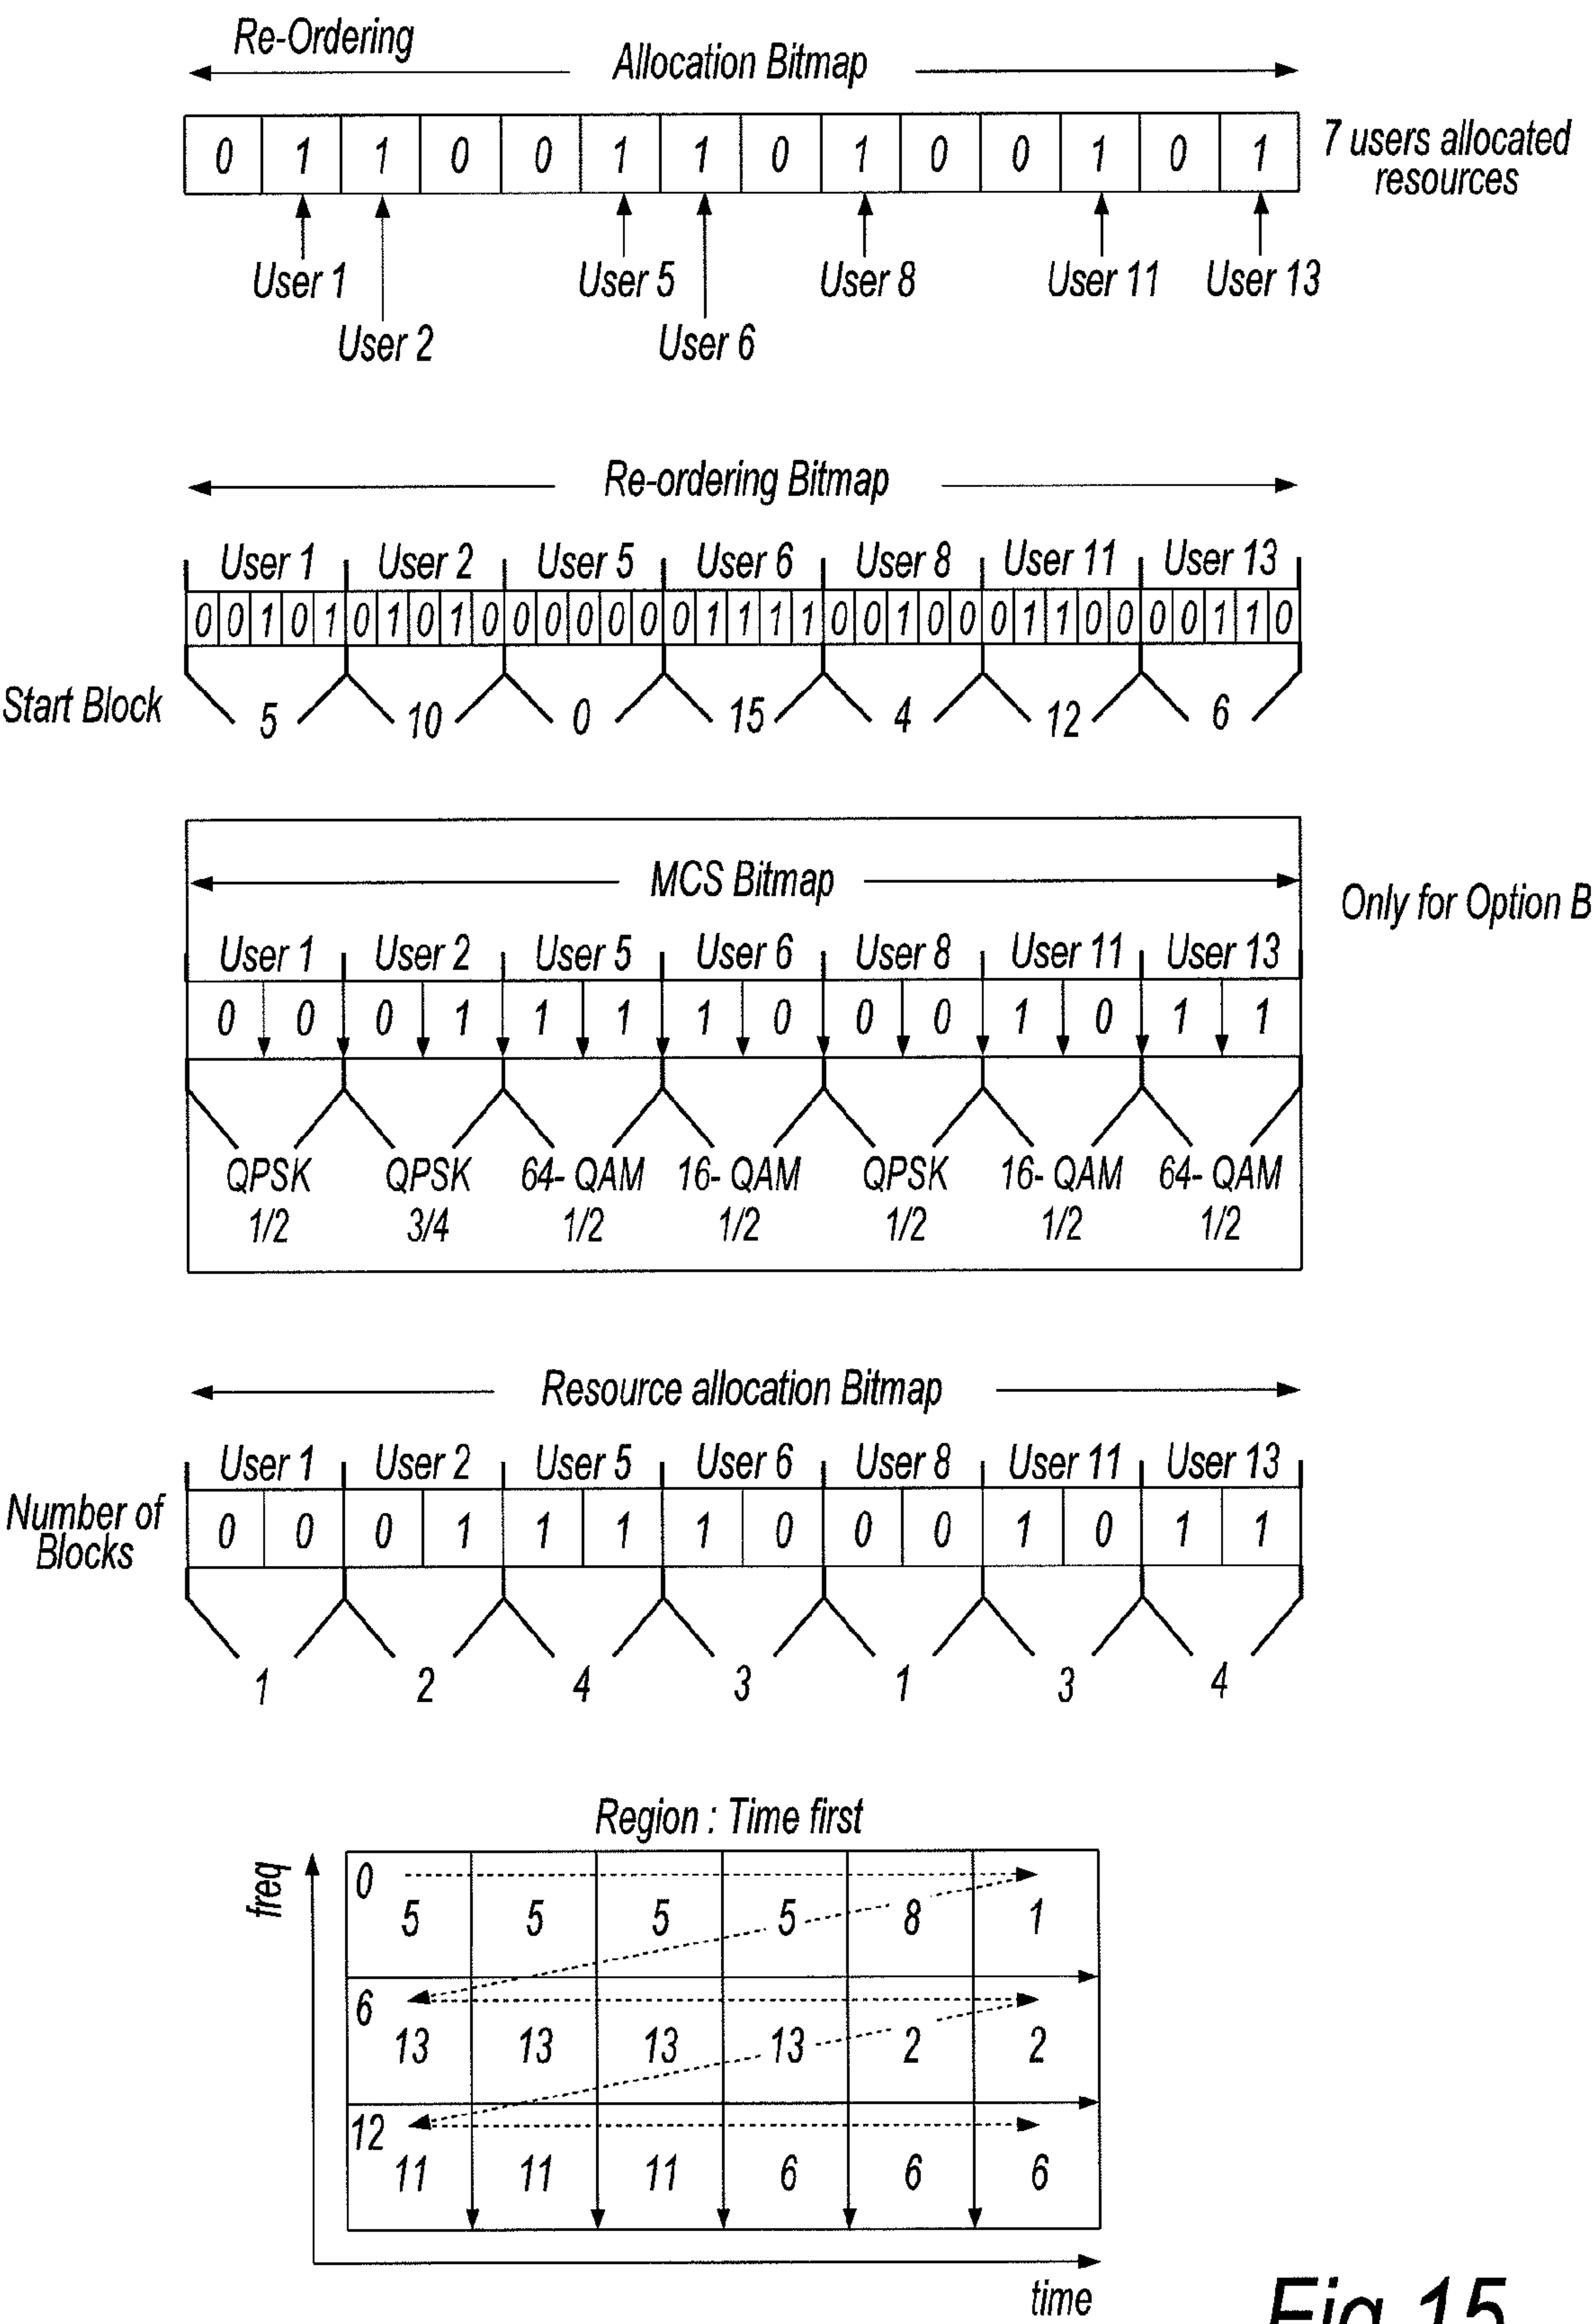 Re-Ordering
Allocation Bitmap
0 1 1 0 0 1 1 0 1 0 0 1 0 1
7 users allocated
resources
User 1 User 5 User 8 User 11 User 13
User 2 User 6
Re-ordering Bitmap
User 1 User 2 User 5 User 6 User 8 User 11 User 13
0 0 1 0 1 0 1 0 1 0 0 0 0 0 0 0 1 1 1 1 0 0 1 0 0 0 1 1 0 0 0 0 1 1 0
Start Block 5 10 0 15 4 12 6
MCS Bitmap
Only for Option B
User 1 User 2 User 5 User 6 User 8 User 11 User 13
0 0 0 1 1 1 1 0 0 0 1 0 1 1
QPSK QPSK 64- QAM 16- QAM QPSK 16- QAM 64- QAM
1/2 3/4 1/2 1/2 1/2 1/2 1/2
Resource allocation Bitmap
User 1 User 2 User 5 User 6 User 8 User 11 User 13
Number of
Blocks
0 0 0 1 1 1 1 0 0 0 1 0 1 1
1 2 4 3 1 3 4
Region : Time first
freq
0
5 5 5 5 8 1
6
13 13 13 13 2 2
12
11 11 11 6 6 6
time
Fig 15